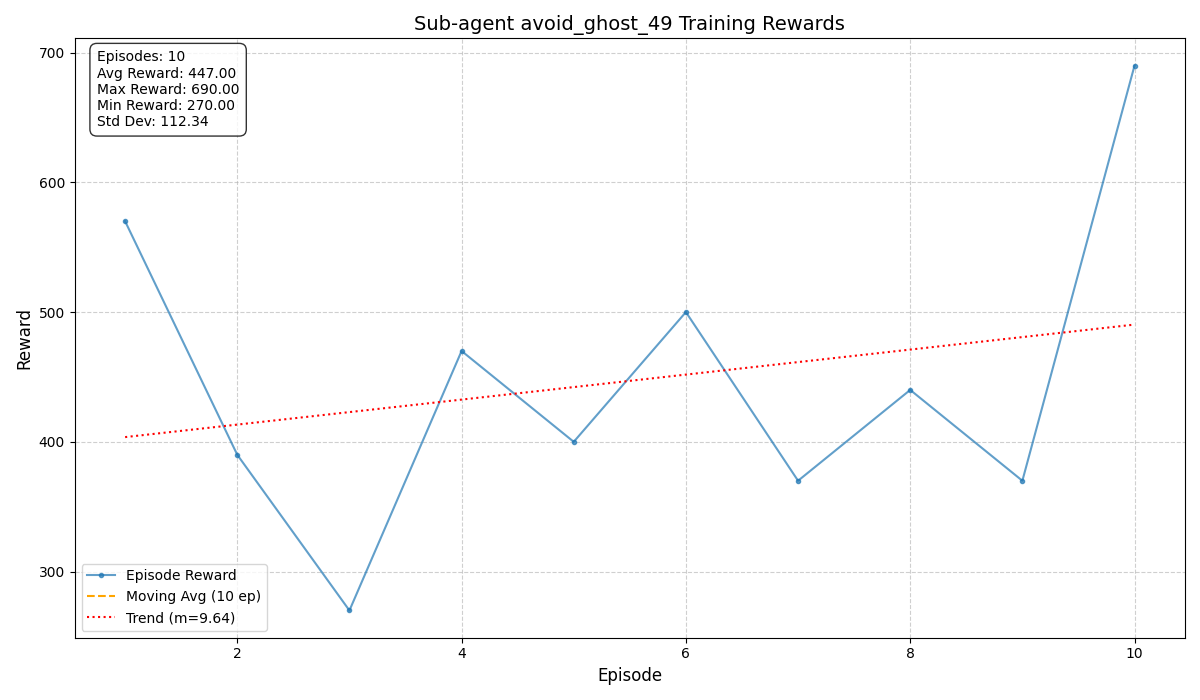 Sub-agent avoid_ghost_49 Training Rewards
Episodes: 10
Avg Reward: 447.00
Max Reward: 690.00
Min Reward: 270.00
Std Dev: 112.34
700
600
500
400
300
Reward
Episode Reward
Moving Avg (10 ep)
Trend (m=9.64)
2 4 6 8 10
Episode